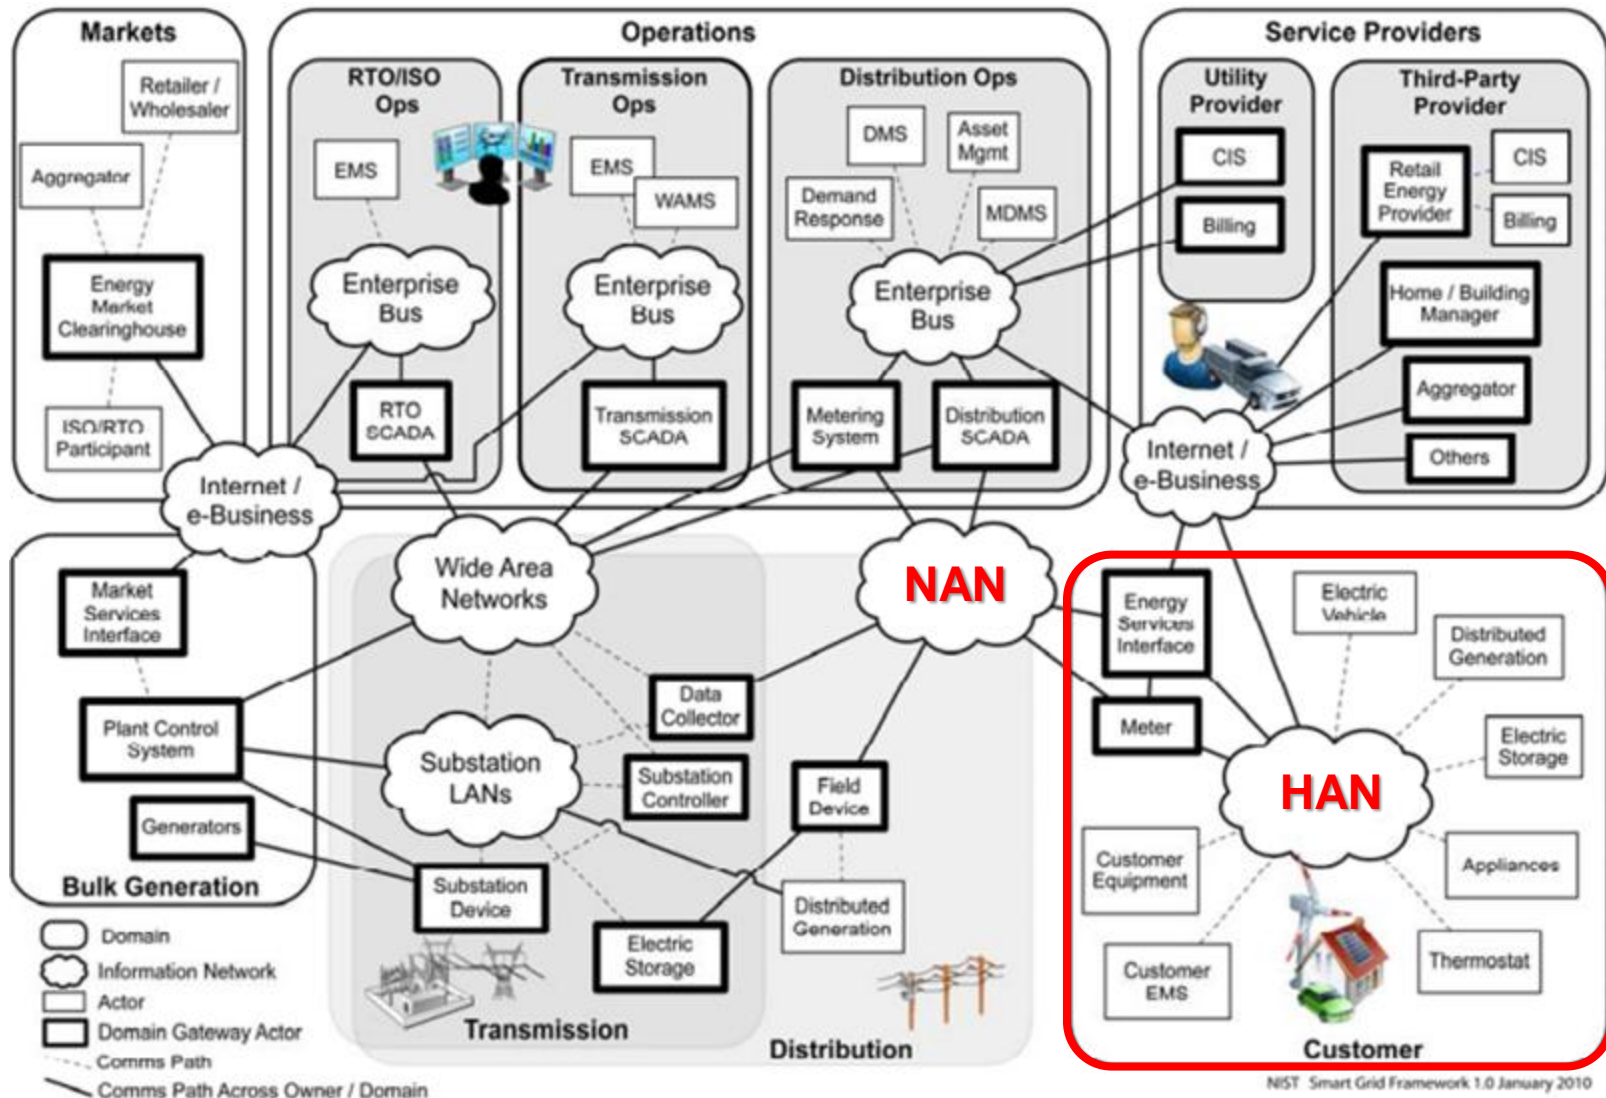 Markets
Retailer /
Wholesaler
Aggregator
Energy
Market
Clearinghouse
ISO/RTO
Participant
Operations
RTO/ISO
Ops
EMS
Enterprise
Bus
RTO
SCADA
Transmission
Ops
EMS
WAMS
Enterprise
Bus
Transmission
SCADA
Distribution Ops
DMS
Asset
Mgmt
Demand
Response
MDMS
Enterprise
Bus
Metering
System
Distribution
SCADA
Service Providers
Utility
Provider
CIS
Billing
Third-Party
Provider
Retail
Energy
Provider
CIS
Billing
Home / Building
Manager
Aggregator
Others
Internet /
e-Business
Internet /
e-Business
Market
Services
Interface
Plant Control
System
Generators
Bulk Generation
Wide Area
Networks
Data
Collector
Substation
LANs
Substation
Controller
Substation
Device
Electric
Storage
Transmission
NAN
Field
Device
Distributed
Generation
Distribution
Energy
Services
Interface
Meter
Electric
Vehicle
Distributed
Generation
Electric
Storage
HAN
Customer
Equipment
Appliances
Customer
EMS
Thermostat
Customer
Domain
Information Network
Actor
Domain Gateway Actor
Comms Path
Comms Path Across Owner / Domain
NIST Smart Grid Framework 1.0 January 2010